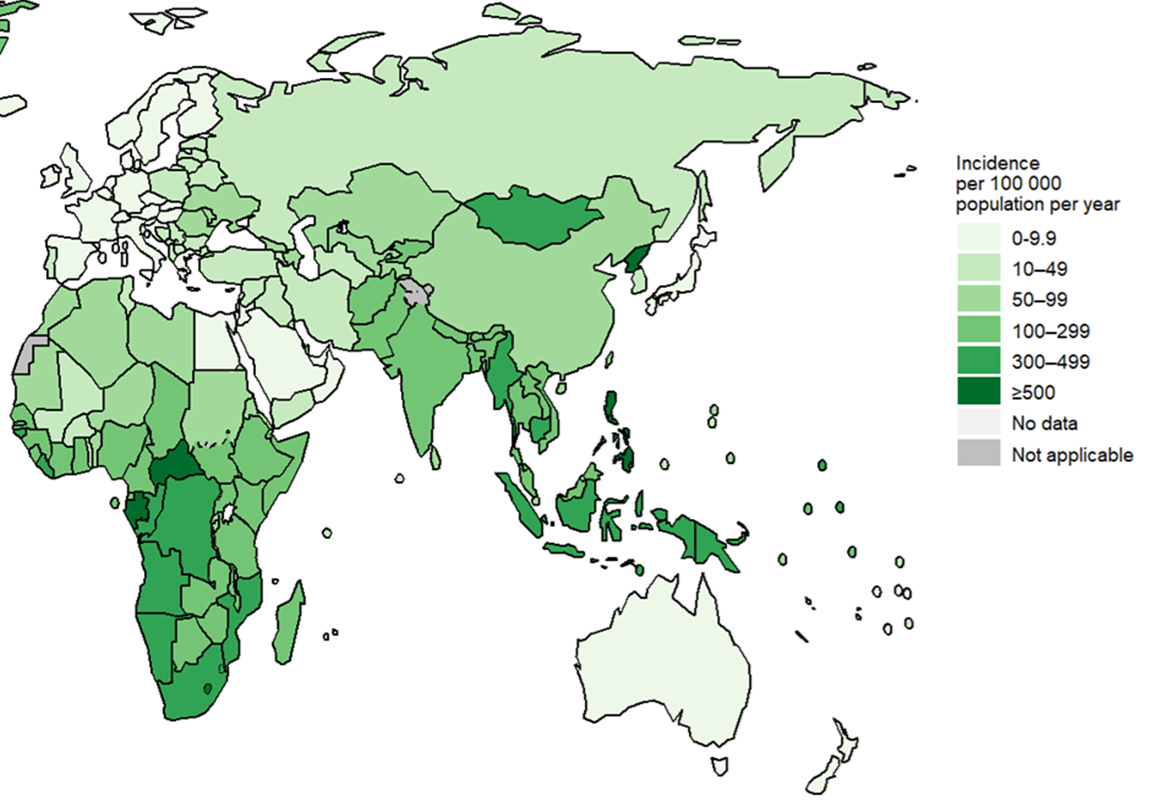 Incidence
per 100 000
population per year
0-9.9
10–49
50–99
100–299
300–499
≥500
No data
Not applicable